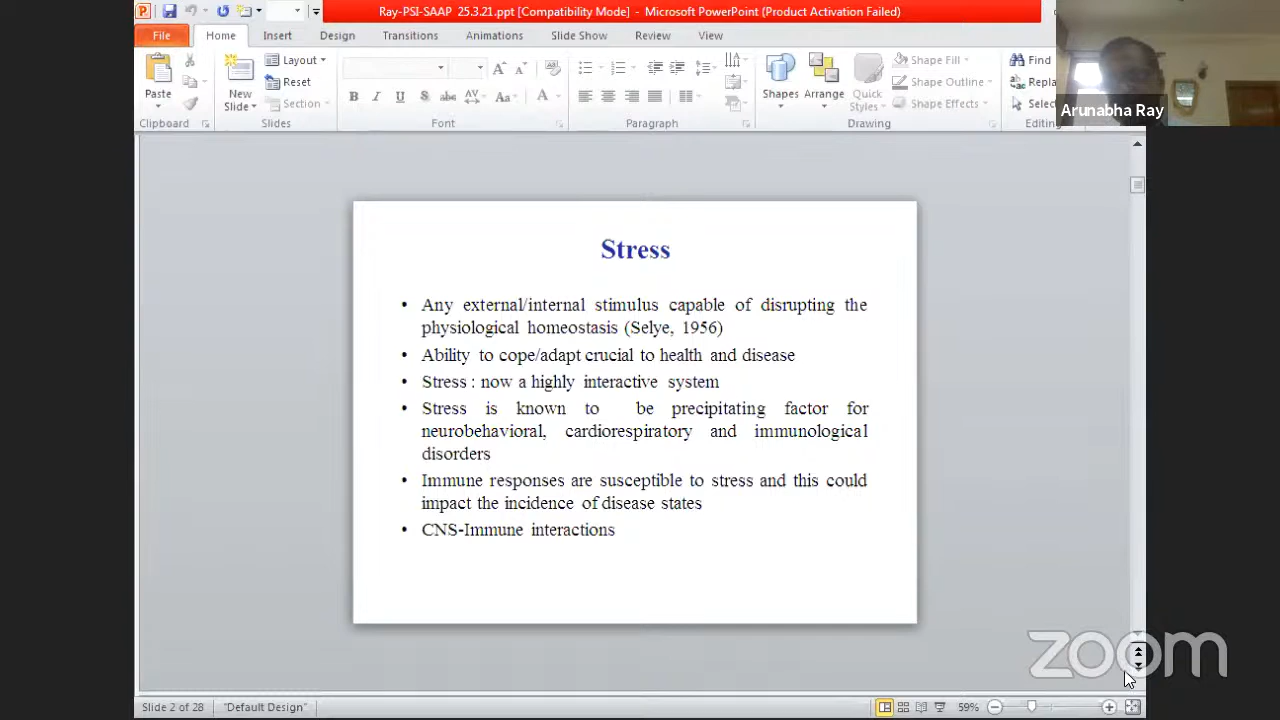 Ray-PSI-SAAP 25.3.21.ppt [Compatibility Mode] - Microsoft PowerPoint (Product Activation Failed)
File Home Insert Design Transitions Animations Slide Show Review View
Layout Shape Fill Find
Reset Shape Outline Repla
Paste New Slide Section Shapes Arrange Quick Styles Shape Effects Selec
Clipboard Slides Font Paragraph Drawing Editing
Arunabha Ray
Stress
• Any external/internal stimulus capable of disrupting the
physiological homeostasis (Selye, 1956)
• Ability to cope/adapt crucial to health and disease
• Stress : now a highly interactive system
• Stress is known to be precipitating factor for
neurobehavioral, cardiorespiratory and immunological
disorders
• Immune responses are susceptible to stress and this could
impact the incidence of disease states
• CNS-Immune interactions
zoom
Slide 2 of 28 "Default Design" 59%